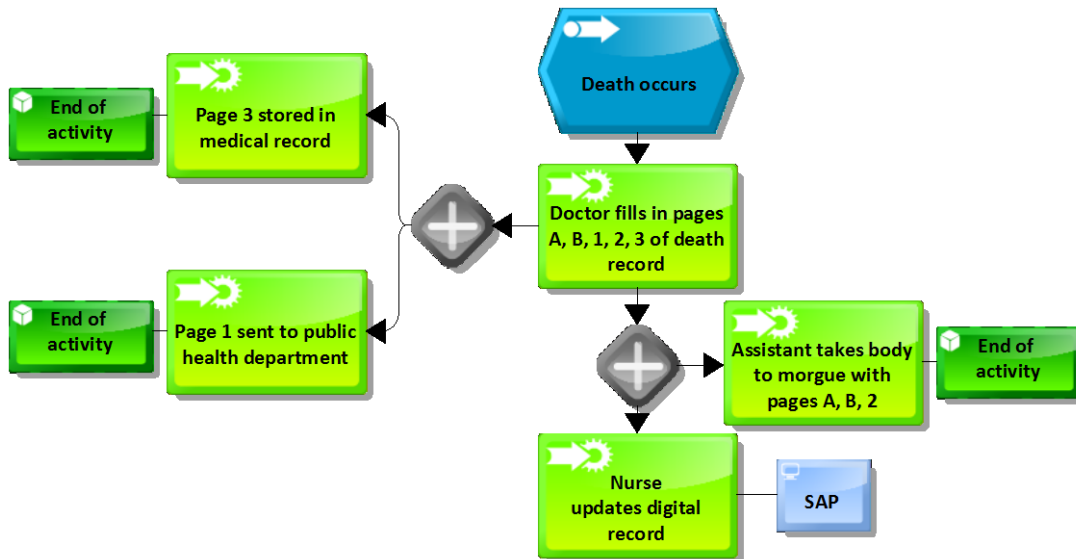 Death occurs
End of
activity
Page 3 stored in
medical record
Doctor fills in pages
A, B, 1, 2, 3 of death
record
End of
activity
Page 1 sent to public
health department
Assistant takes body
to morgue with
pages A, B, 2
End of
activity
Nurse
updates digital
record
SAP